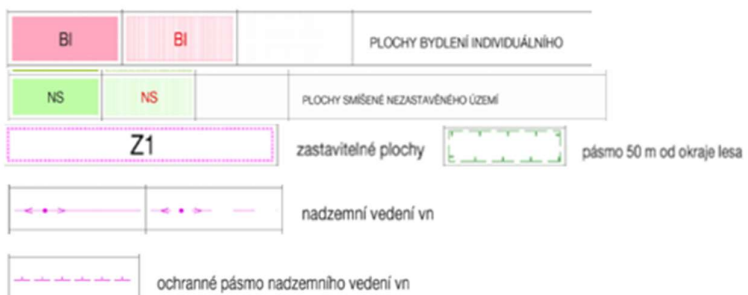 BI BI PLOCHY BYDLENÍ INDIVIDUÁLNÍHO
NS NS PLOCHY SMÍŠENÉ NEZASTAVĚNÉHO ÚZEMÍ
Z1 zastavitelné plochy pásmo 50 m od okraje lesa
nadzemní vedení vn
ochranné pásmo nadzemního vedení vn